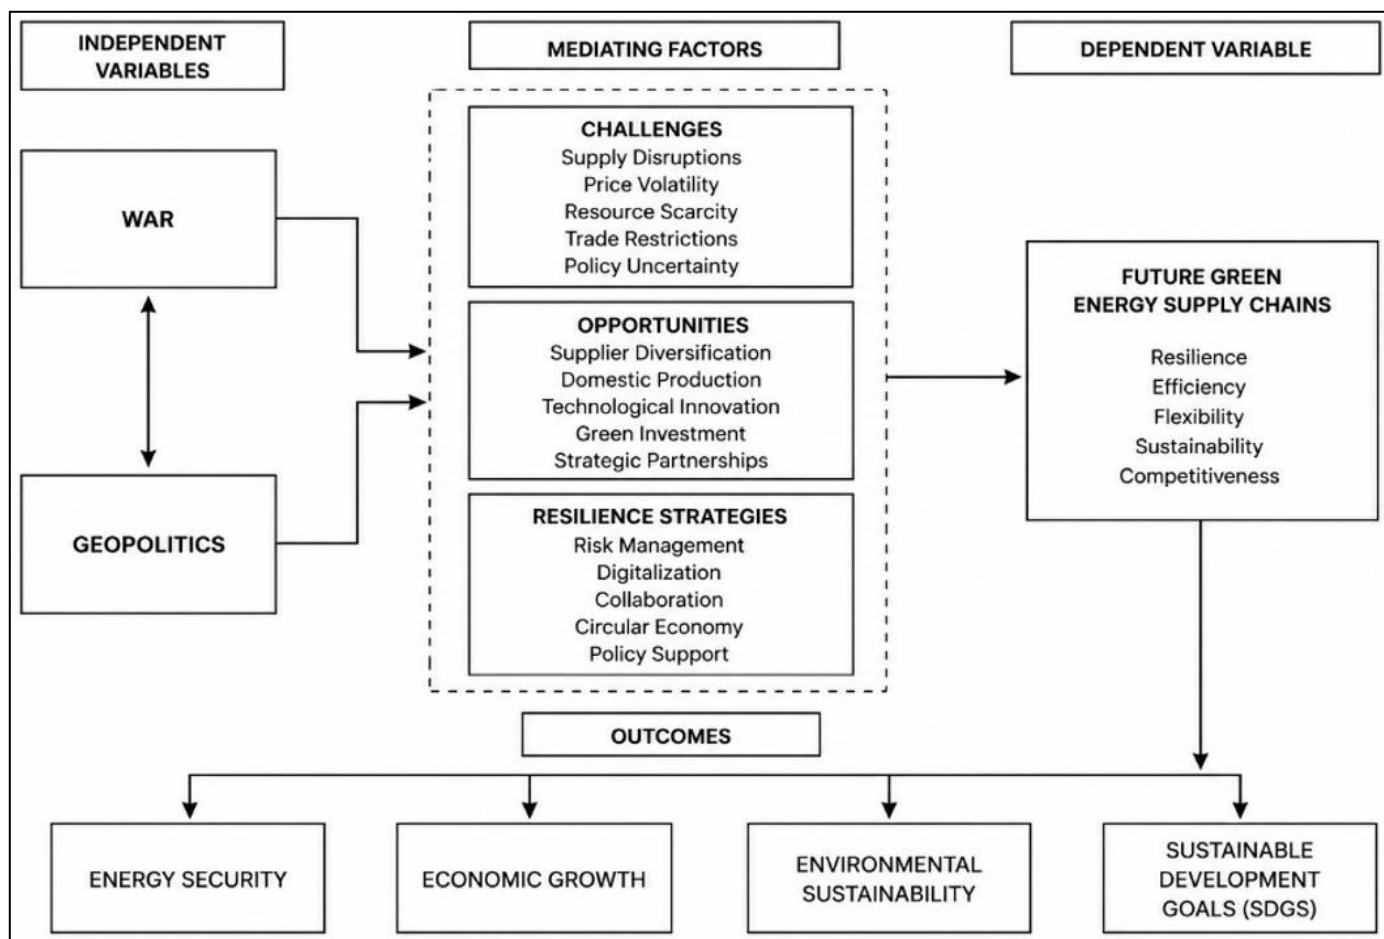 INDEPENDENT
VARIABLES
MEDIATING FACTORS
DEPENDENT VARIABLE
WAR
GEOPOLITICS
CHALLENGES
Supply Disruptions
Price Volatility
Resource Scarcity
Trade Restrictions
Policy Uncertainty
OPPORTUNITIES
Supplier Diversification
Domestic Production
Technological Innovation
Green Investment
Strategic Partnerships
RESILIENCE STRATEGIES
Risk Management
Digitalization
Collaboration
Circular Economy
Policy Support
FUTURE GREEN
ENERGY SUPPLY CHAINS
Resilience
Efficiency
Flexibility
Sustainability
Competitiveness
OUTCOMES
ENERGY SECURITY
ECONOMIC GROWTH
ENVIRONMENTAL
SUSTAINABILITY
SUSTAINABLE
DEVELOPMENT
GOALS (SDGS)